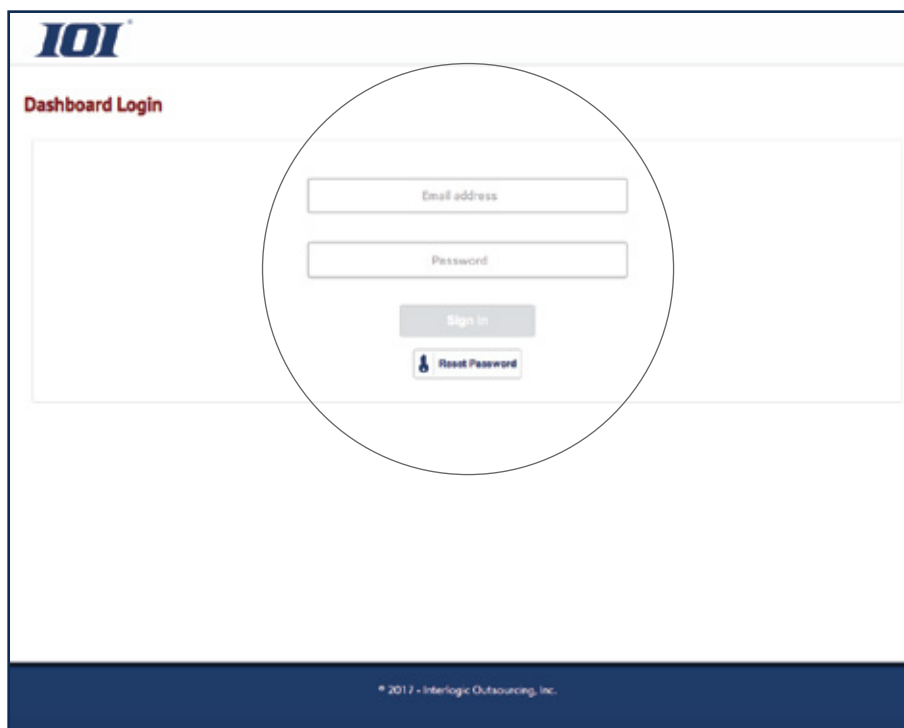 IOI®
Dashboard Login
Email address
Password
Sign in
Reset Password
© 2017 - Interlogic Outsourcing, Inc.